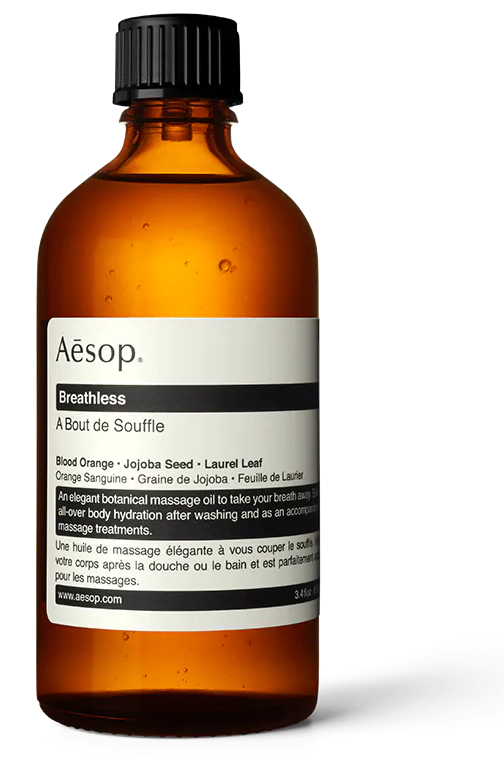 Aēsop®
Breathless
A Bout de Souffle
Blood Orange · Jojoba Seed · Laurel Leaf
Orange Sanguine · Graine de Jojoba · Feuille de Laurier
An elegant botanical massage oil to take your breath away.
all-over body hydration after washing and as an
massage treatments.
Une huile de massage élégante à vous couper le souffle.
votre corps après la douche ou le bain et est parfaitement
pour les massages.
www.aesop.com 3.4 fl oz